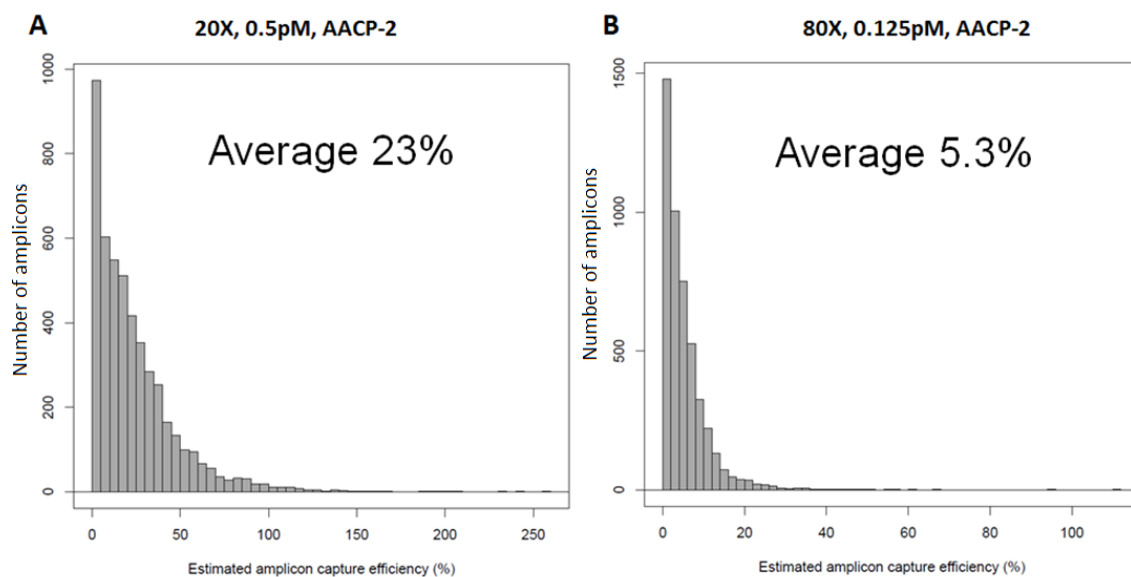 A
20X, 0.5pM, AACP-2
Average 23%
Number of amplicons
1000
800
600
400
200
0
0 50 100 150 200 250
Estimated amplicon capture efficiency (%)
B
80X, 0.125pM, AACP-2
Average 5.3%
Number of amplicons
1500
1000
500
0
0 20 40 60 80 100
Estimated amplicon capture efficiency (%)